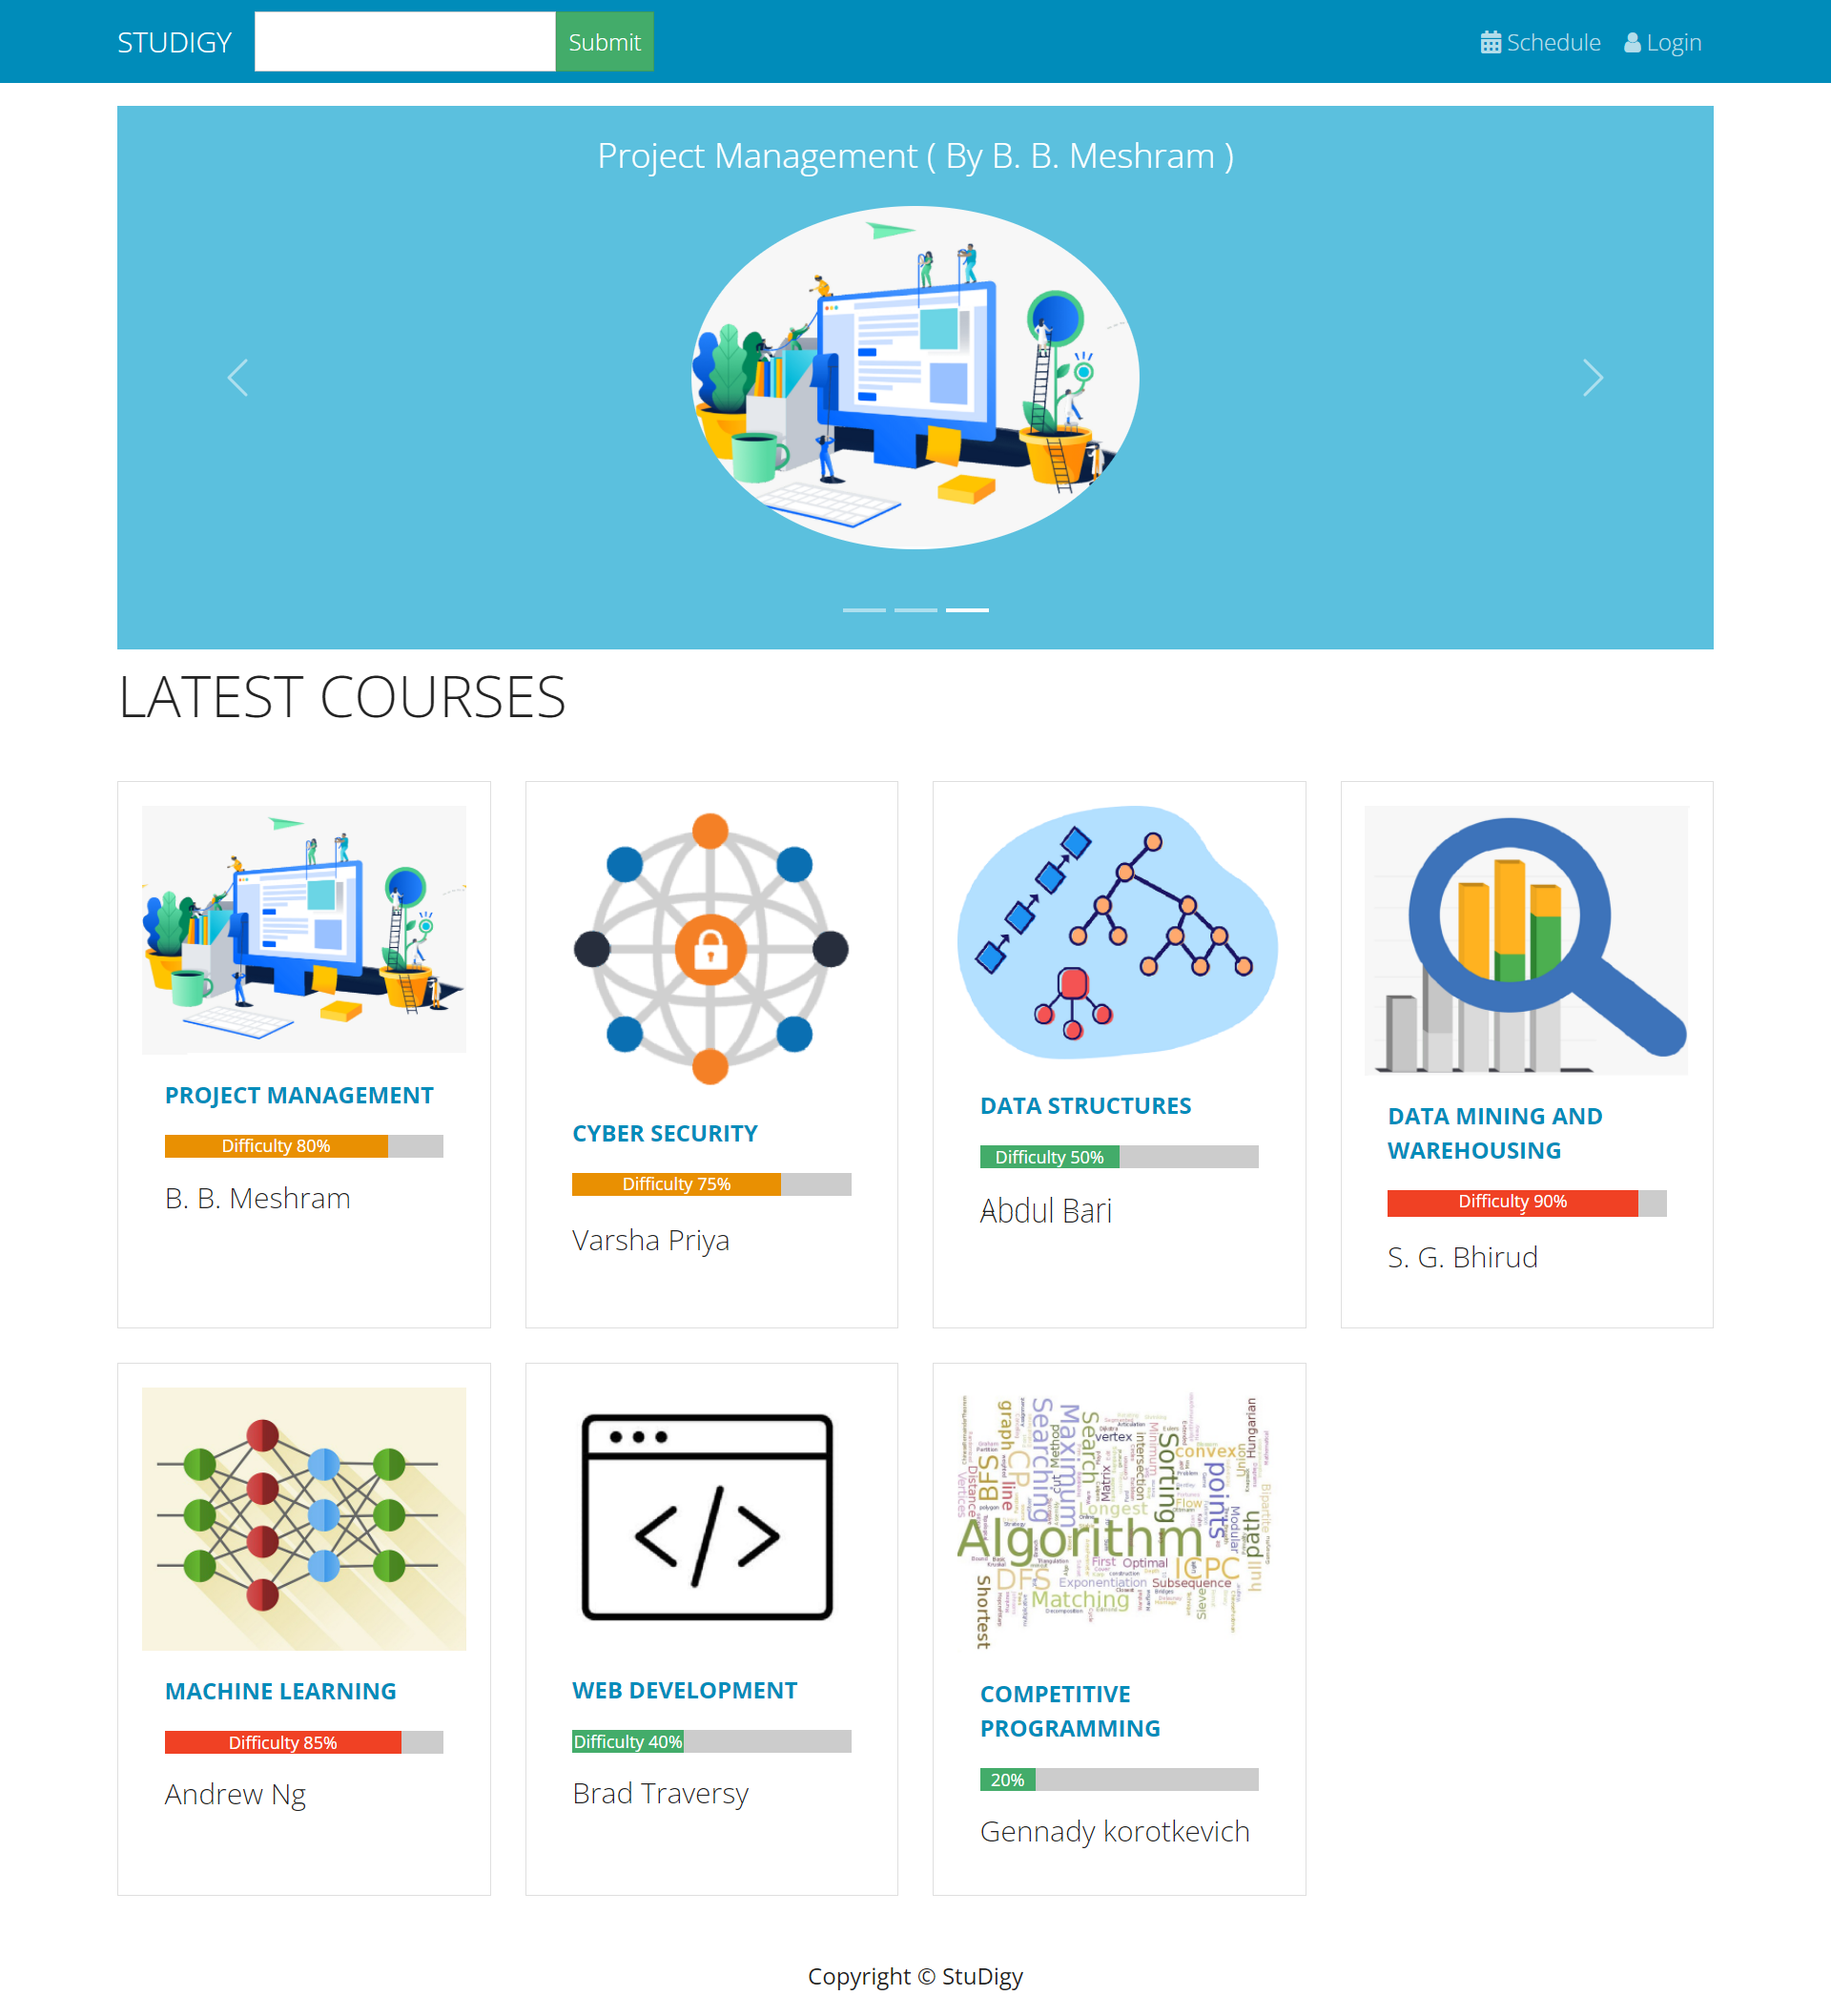 STUDIGY
Submit
Schedule
Login
Project Management ( By B. B. Meshram )
LATEST COURSES
PROJECT MANAGEMENT
Difficulty 80%
B. B. Meshram
CYBER SECURITY
Difficulty 75%
Varsha Priya
DATA STRUCTURES
Difficulty 50%
Abdul Bari
DATA MINING AND
WAREHOUSING
Difficulty 90%
S. G. Bhirud
MACHINE LEARNING
Difficulty 85%
Andrew Ng
</>
WEB DEVELOPMENT
Difficulty 40%
Brad Traversy
graph
Searching
Maximum
Search
Method
vertex
Minimum
intersection
Sorting
convex
Union
Hungarian
SFB
CP
line
Distance
Vertices
cut
Matrix
Longest
points
Flow
Modular
path
Bipartite
Algorithm
First
Optimal
ICPC
hull
DFS
Exponentiation
Subsequence
Shortest
Matching
Sieve
COMPETITIVE
PROGRAMMING
20%
Gennady korotkevich
Copyright © StuDigy